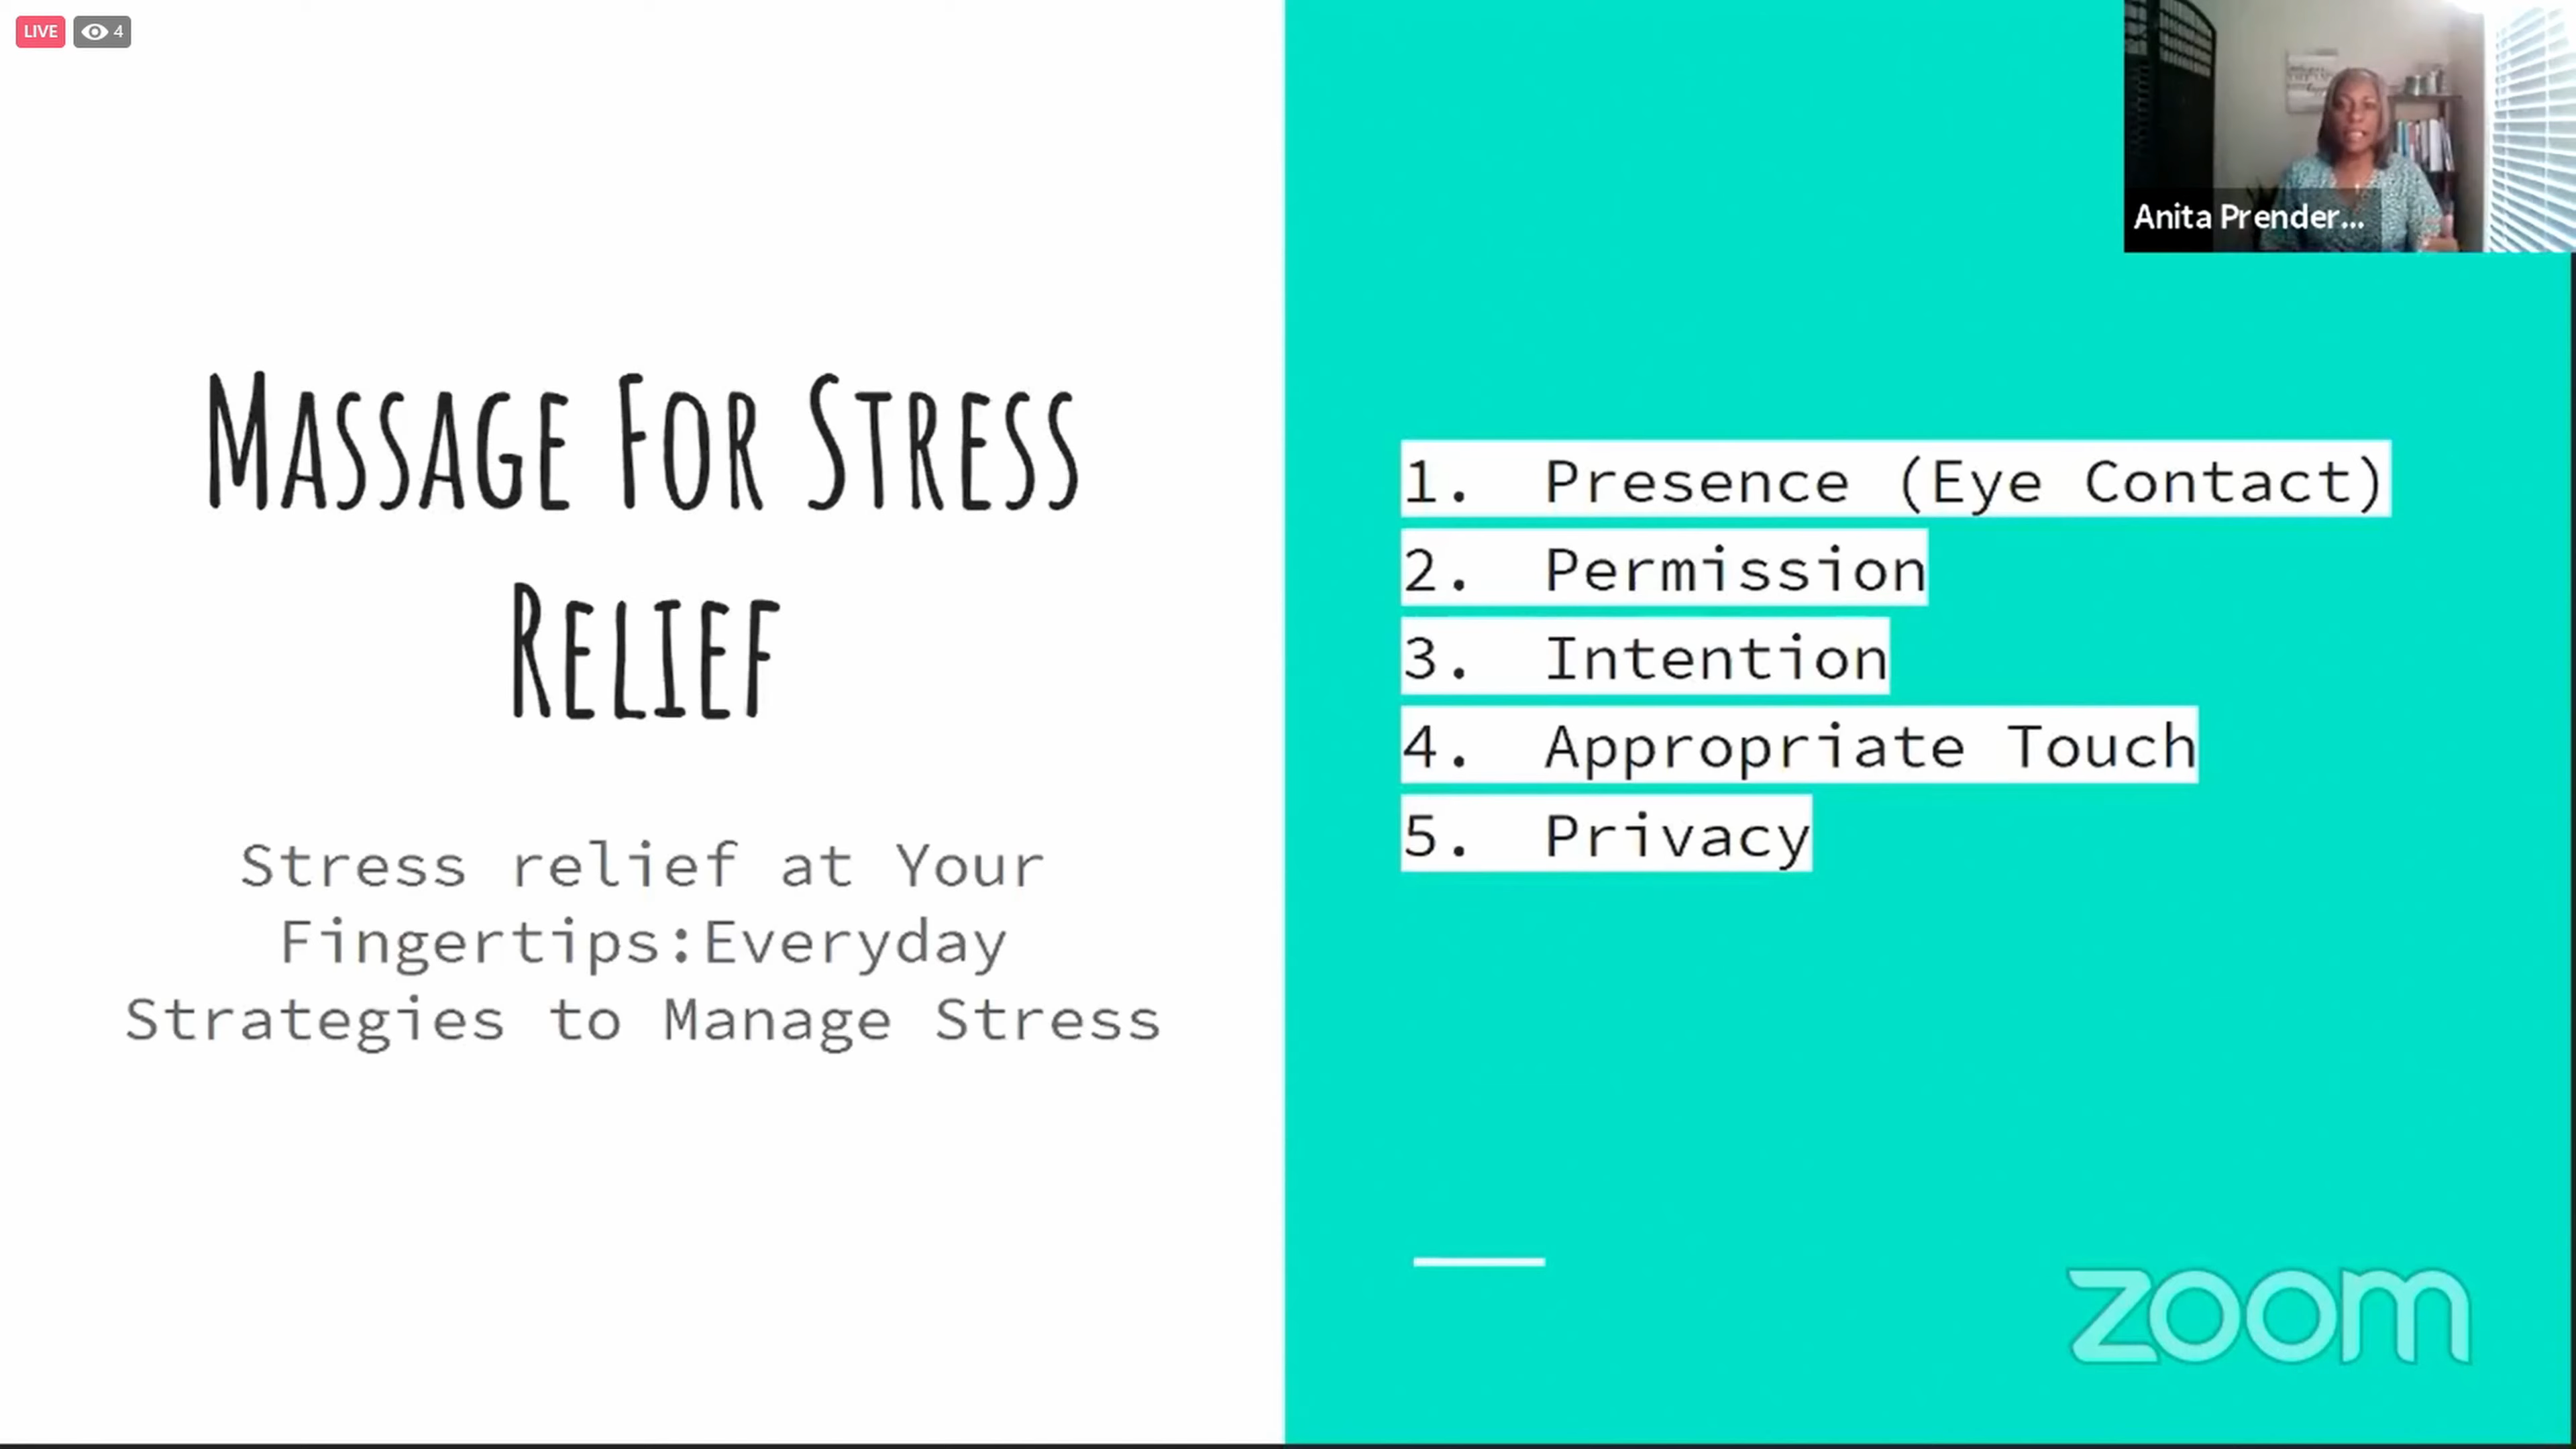 LIVE 4
Anita Prender...
MASSAGE FOR STRESS
RELIEF
Stress relief at Your
Fingertips:Everyday
Strategies to Manage Stress
1. Presence (Eye Contact)
2. Permission
3. Intention
4. Appropriate Touch
5. Privacy
zoom